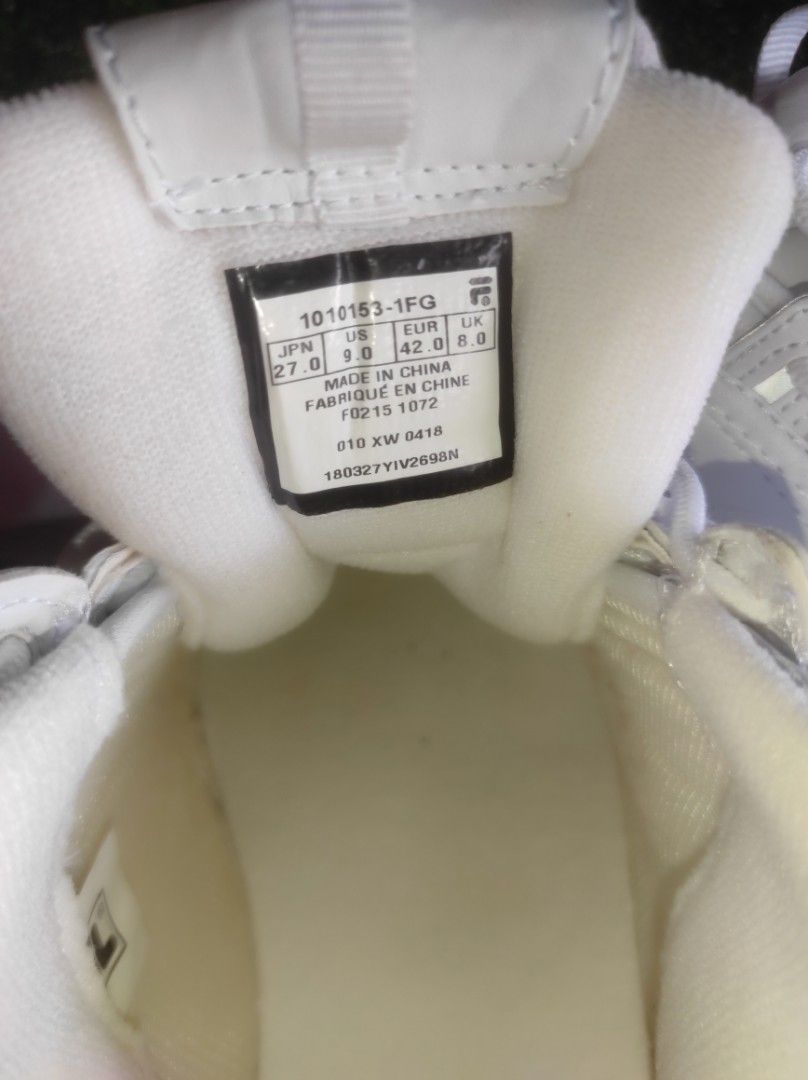 1010153-1FG
JPN US EUR UK
27.0 9.0 42.0 8.0
MADE IN CHINA
FABRIQUE EN CHINE
F0215 1072
010 XW 0418
180327YIV2698N